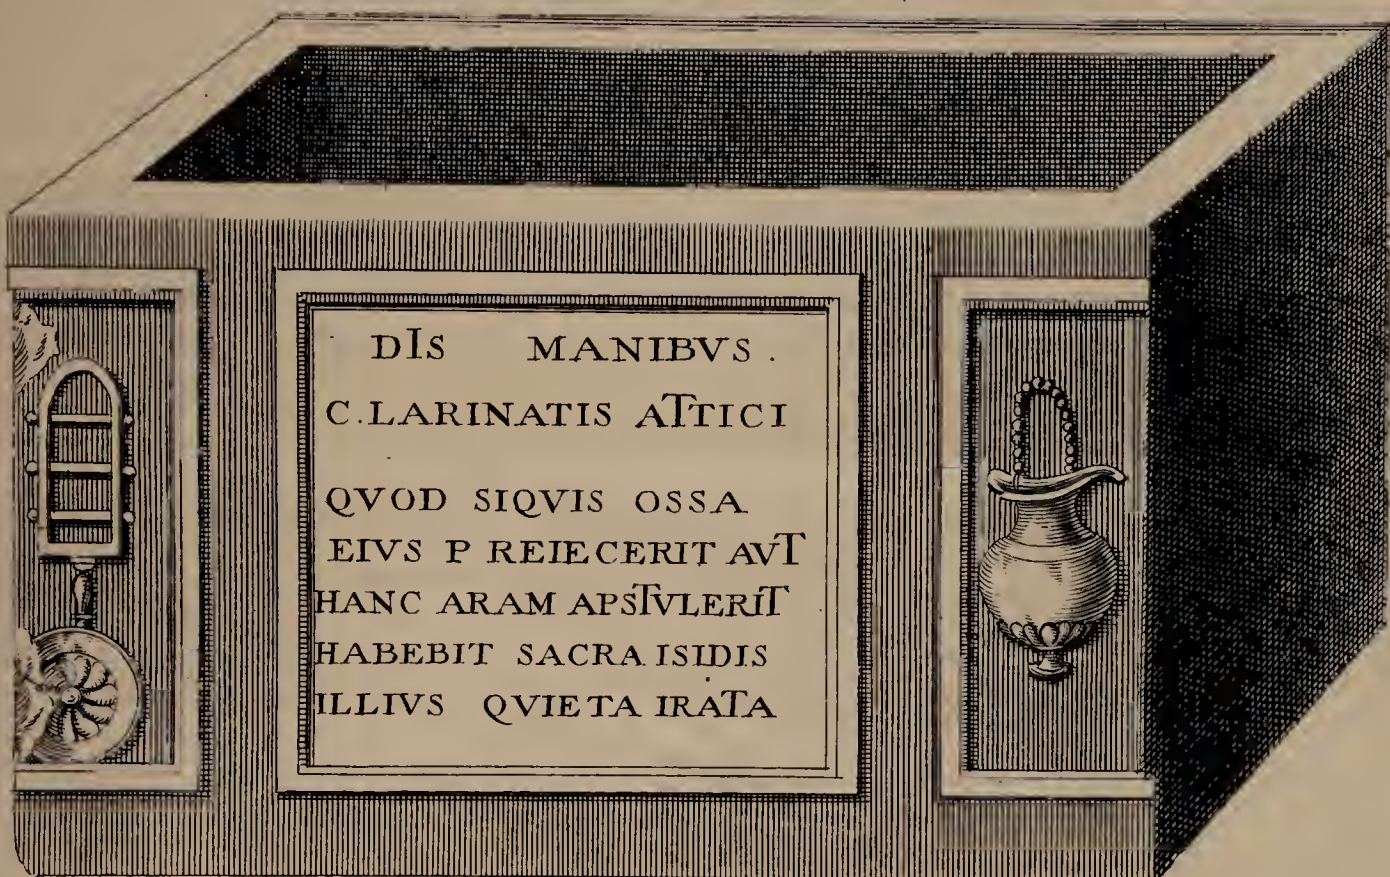 DIS MANIBVS .
C.LARINATIS ATTICI
QVOD SIQVIS OSSA
EIVS P REIECERIT AVT
HANC ARAM APSTVLERIT
HABEBIT SACRA ISIDIS
ILLIVS QVIETA IRATA